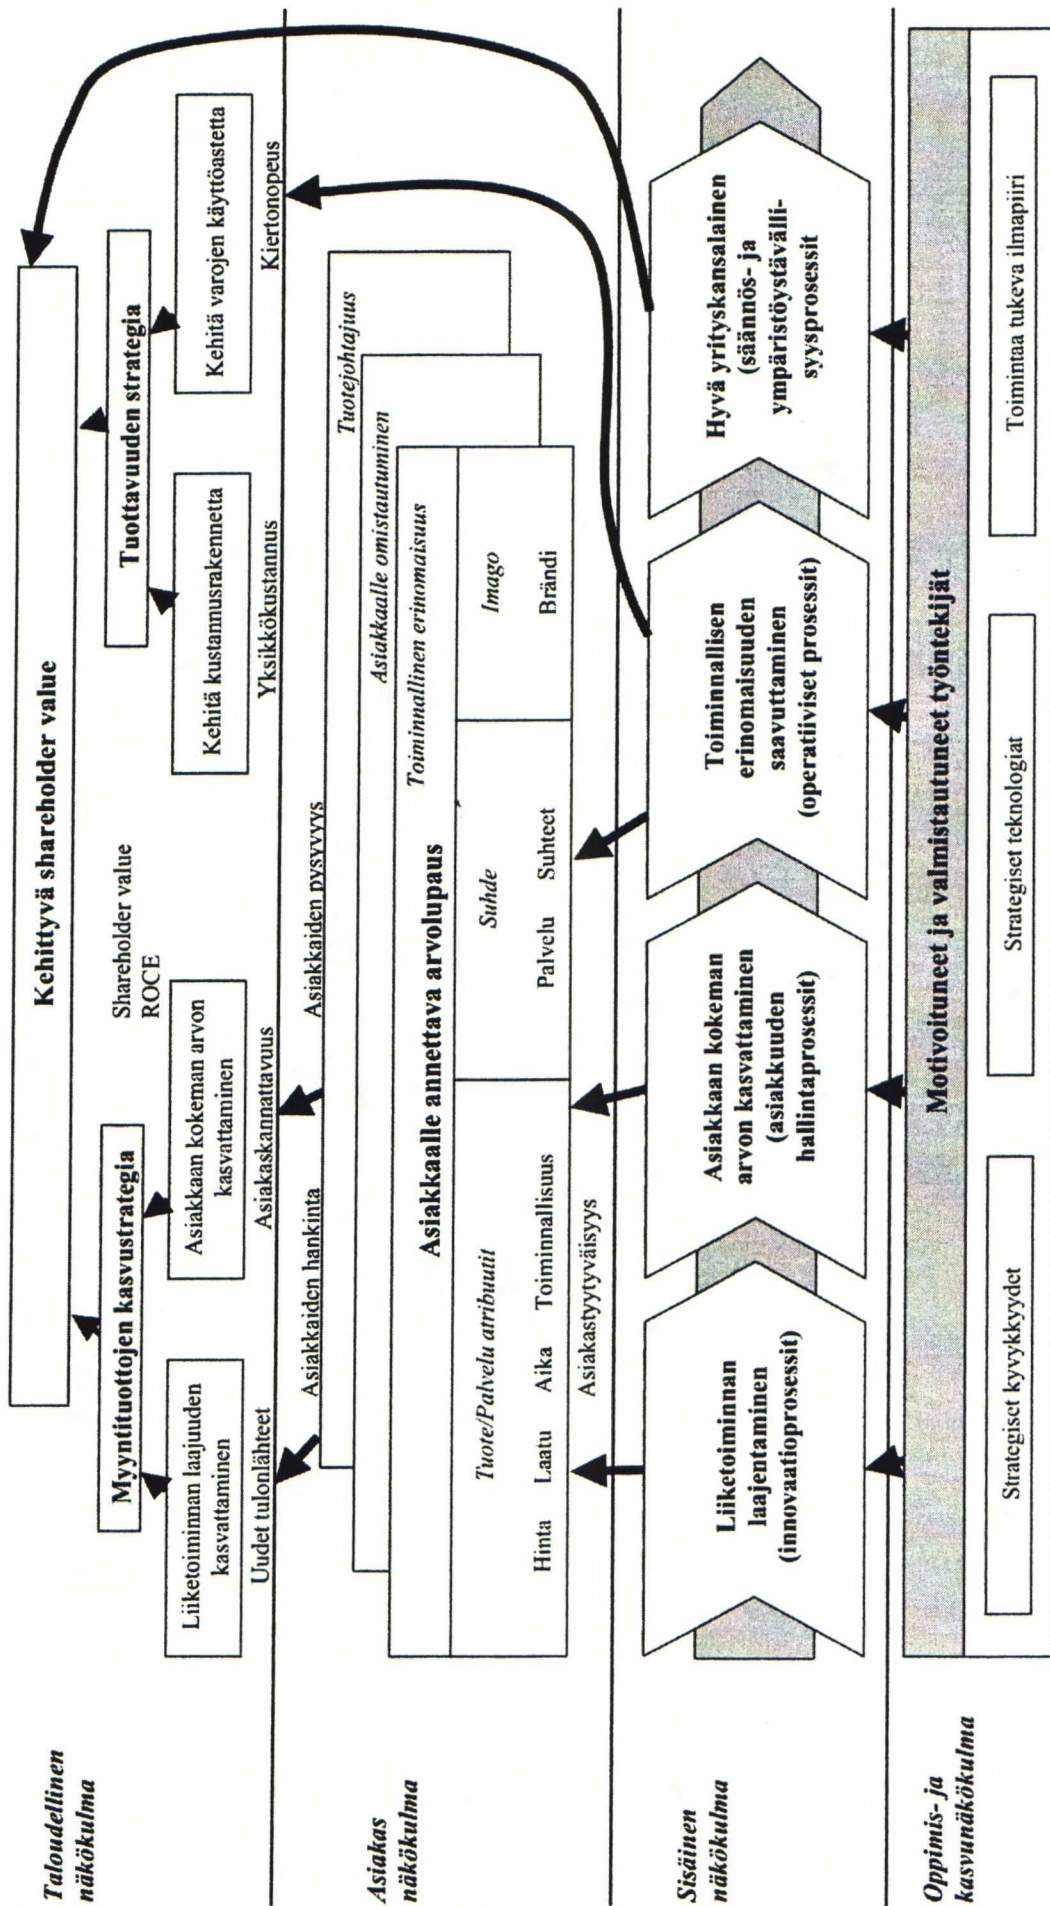 Taloudellinen
näkökulma
Kehittyvä shareholder value
Myyntituottojen kasvustrategia
Shareholder value
ROCE
Tuottavuuden strategia
Liiketoiminnan laajuuden
kasvattaminen
Asiakkaan kokeman arvon
kasvattaminen
Kehitä kustannusrakennetta
Kehitä varojen käyttöastetta
Uudet tulonlähteet
Asiakaskannattavuus
Yksikkökustannus
Kiertonopeus
Asiakas
näkökulma
Asiakkaiden hankinta
Asiakkaiden pysyvyys
Tuotejohtajuus
Asiakkaalle omistautuminen
Toiminnallinen erinomaisuus
Asiakkaalle annettava arvolupaus
Tuore/Palvelu atribuutit
Suhde
Imago
Hinta Laatu Aika Toiminnallisuus
Palvelu Suhteet
Brändi
Asiakastyytyväisyys
Sisäinen
näkökulma
Liiketoiminnan
laajentaminen
(innovaatioprosessit)
Asiakkaan kokeman
arvon kasvattaminen
(asiakkuuden
hallintaprosessit)
Toiminnallisen
erinomaisuuden
saavuttaminen
(operatiiviset prosessit)
Hyvä yrityskansalainen
(säännös- ja
ympäristöystävälli-
syysprosessit
Oppimis- ja
kasvunäkökulma
Motivoituneet ja valmistautuneet työntekijät
Strategiset kyvykkyydet
Strategiset teknologiat
Toimintaa tukeva ilmapiiri